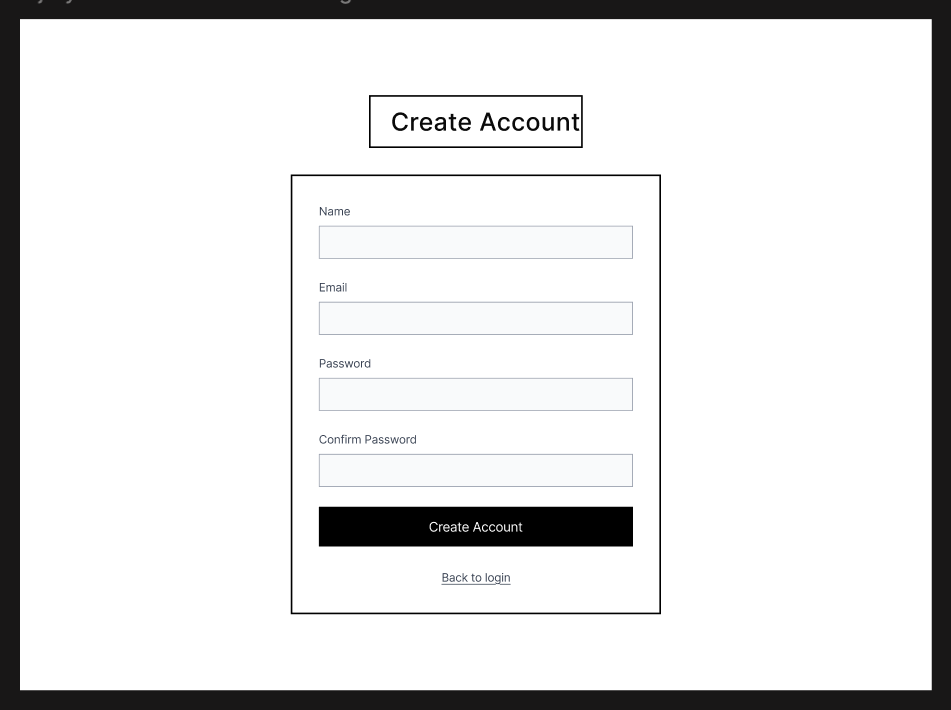 Create Account
Name
Email
Password
Confirm Password
Create Account
Back to login